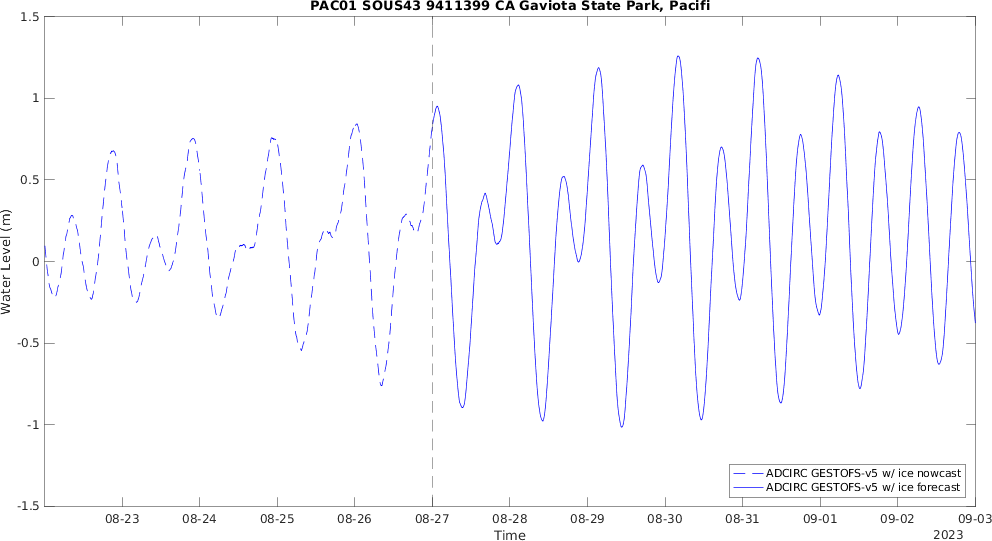 PAC01 SOUS43 9411399 CA Gaviota State Park, Pacifi
1.5
1
0.5
0
-0.5
-1
-1.5
Water Level (m)
ADCIRC GESTOFS-v5 w/ ice nowcast
ADCIRC GESTOFS-v5 w/ ice forecast
08-23 08-24 08-25 08-26 08-27 08-28 08-29 08-30 08-31 09-01 09-02 09-03
Time
2023